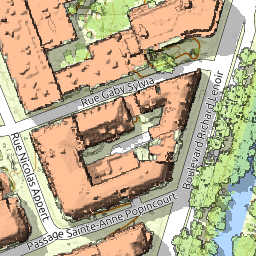 Rue Gaby Sylvia
Boulevard Richard Lenoir
Rue Nicolas Appert
Passage Sainte-Anne Popincourt